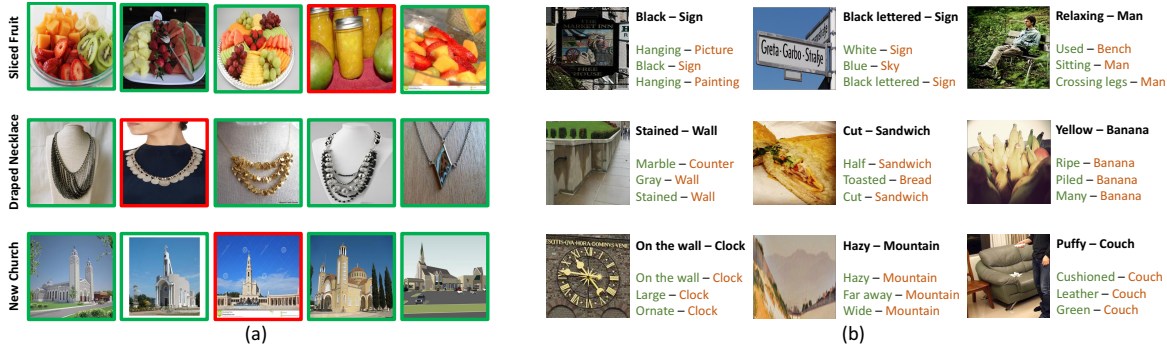 Sliced Fruit
Draped Necklace
New Church
(a)
Black – Sign
Hanging – Picture
Black – Sign
Hanging – Painting
Black lettered – Sign
White – Sign
Blue – Sky
Black lettered – Sign
Relaxing – Man
Used – Bench
Sitting – Man
Crossing legs – Man
Stained – Wall
Marble – Counter
Gray – Wall
Stained – Wall
Cut – Sandwich
Half – Sandwich
Toasted – Bread
Cut – Sandwich
Yellow – Banana
Ripe – Banana
Piled – Banana
Many – Banana
On the wall – Clock
On the wall – Clock
Large – Clock
Ornate – Clock
Hazy – Mountain
Hazy – Mountain
Far away – Mountain
Wide – Mountain
Puffy – Couch
Cushioned – Couch
Leather – Couch
Green – Couch
(b)
MARKET INN
FREE
HOUSE
Greta-Garbo-Straße